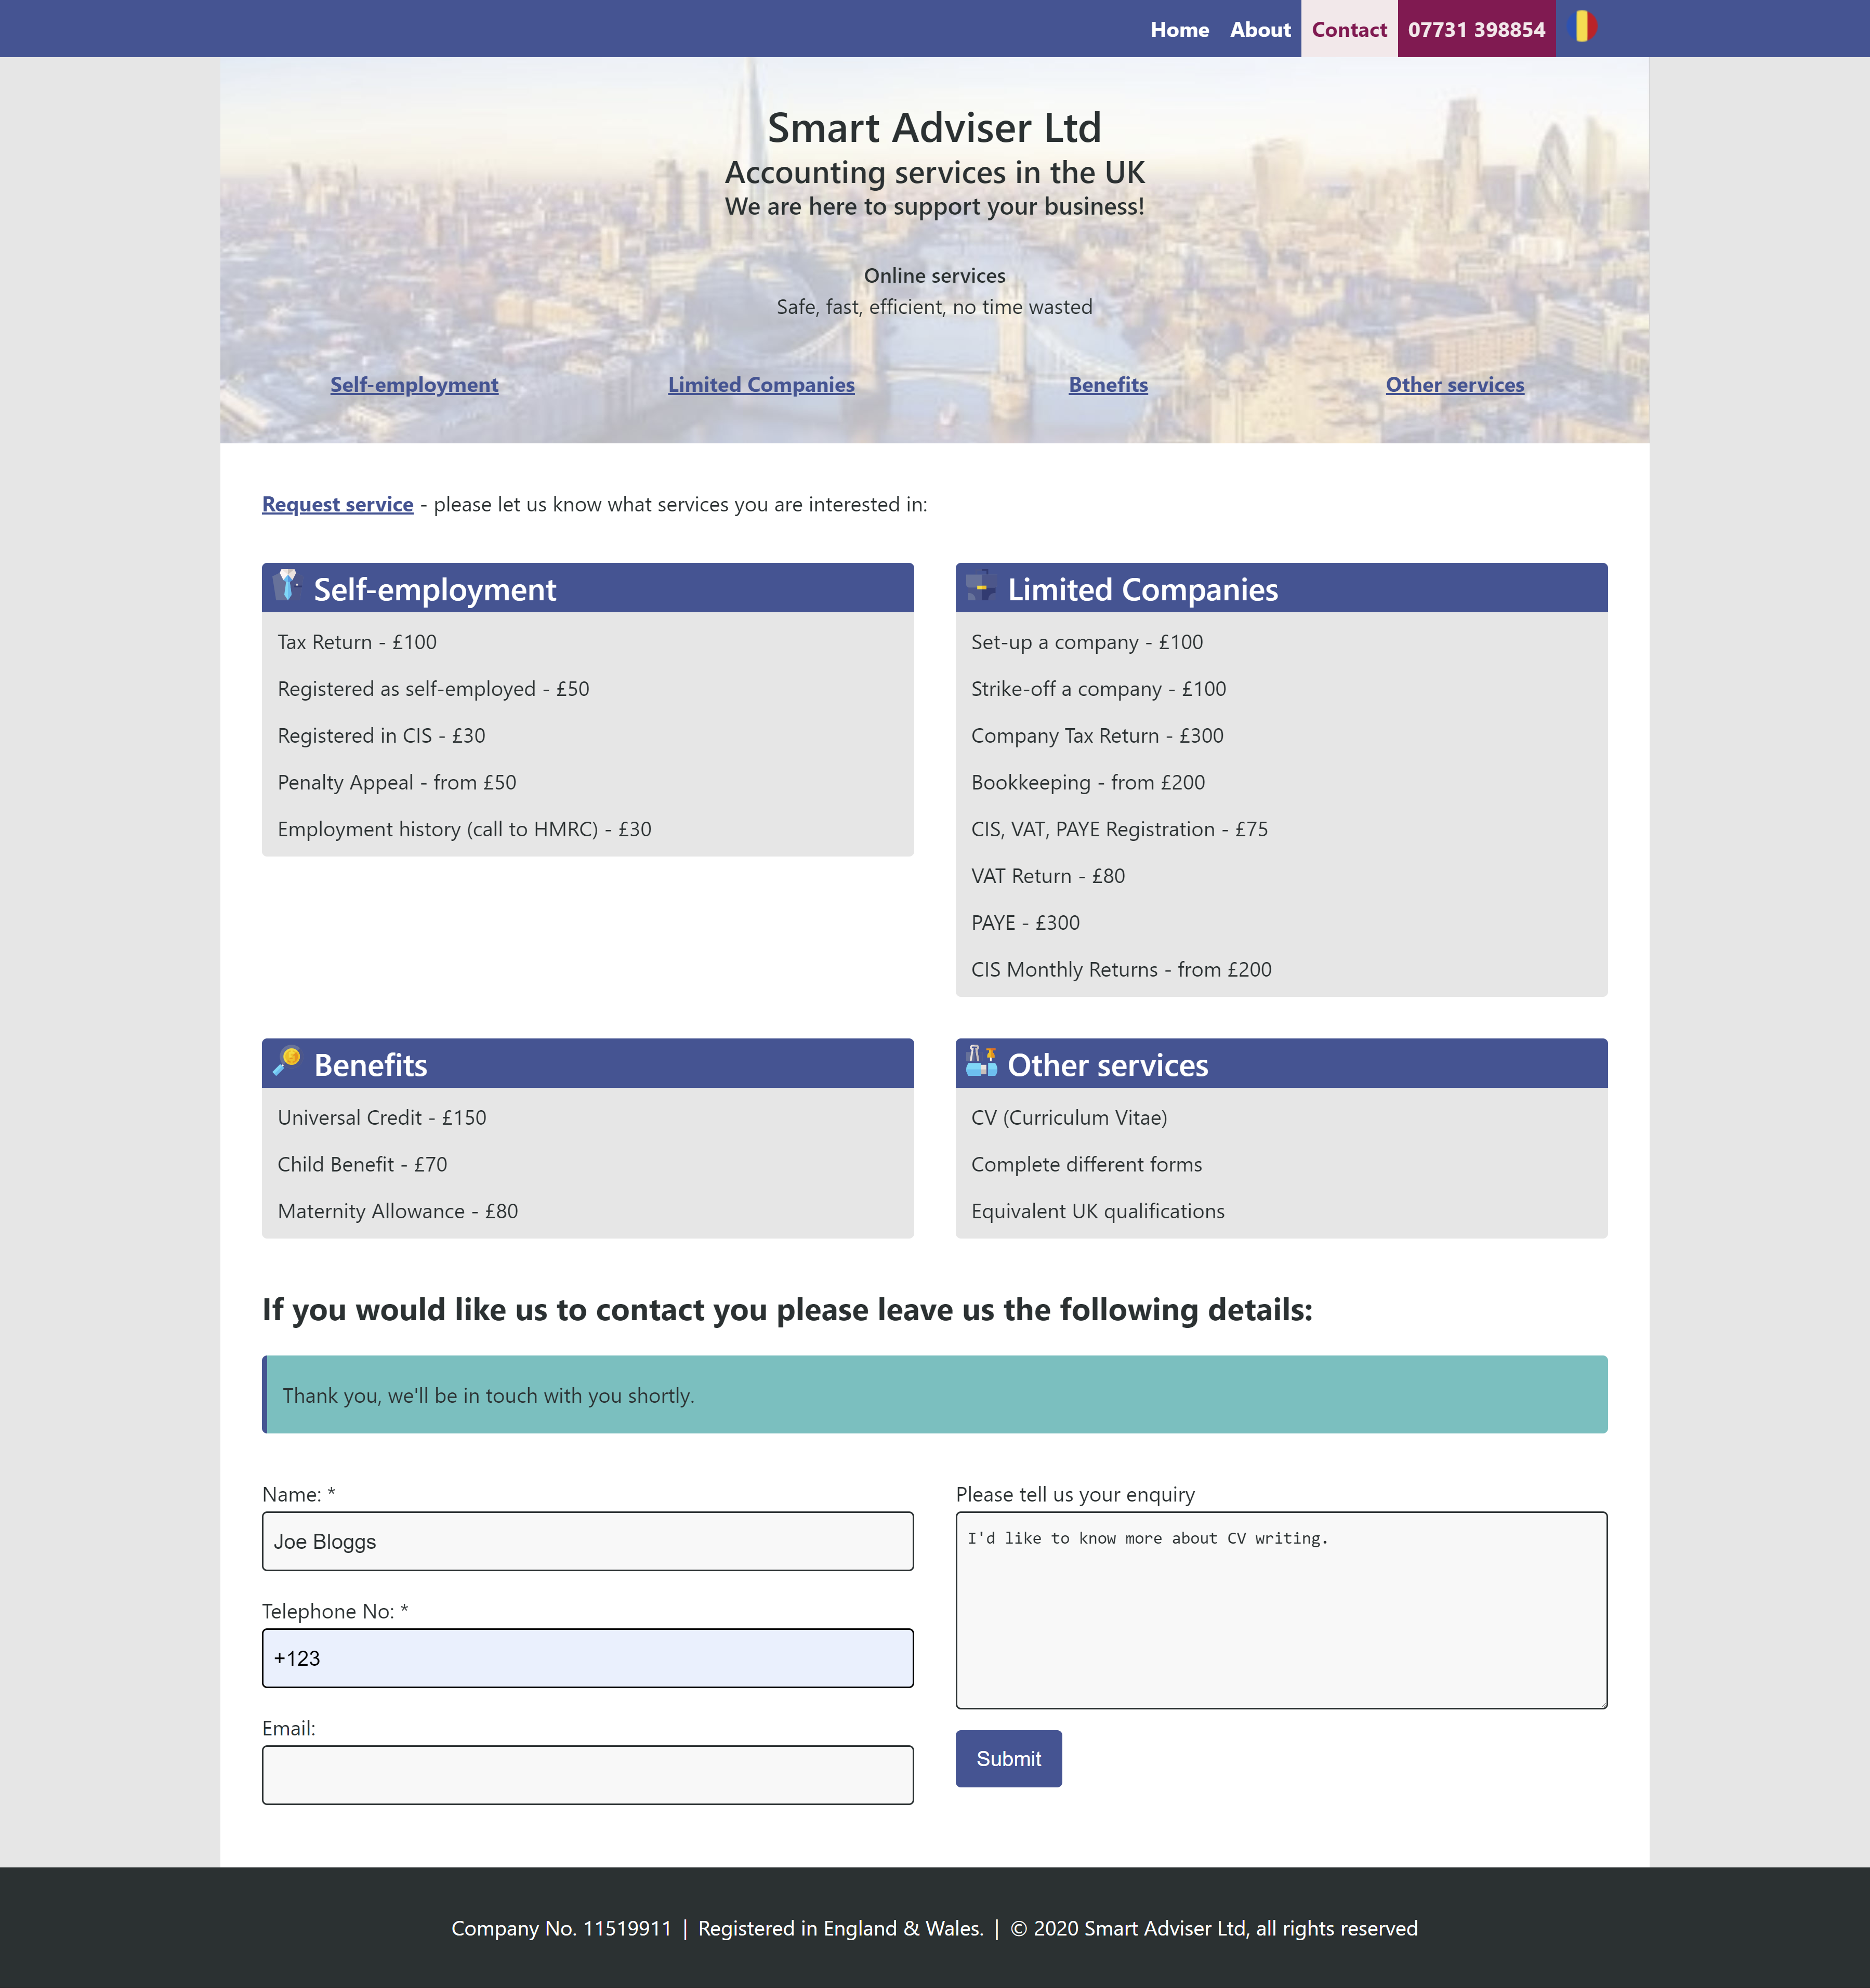 Home About Contact 07731 398854
Smart Adviser Ltd
Accounting services in the UK
We are here to support your business!
Online services
Safe, fast, efficient, no time wasted
Self-employment Limited Companies Benefits Other services
Request service - please let us know what services you are interested in:
Self-employment
Tax Return - £100
Registered as self-employed - £50
Registered in CIS - £30
Penalty Appeal - from £50
Employment history (call to HMRC) - £30
Limited Companies
Set-up a company - £100
Strike-off a company - £100
Company Tax Return - £300
Bookkeeping - from £200
CIS, VAT, PAYE Registration - £75
VAT Return - £80
PAYE - £300
CIS Monthly Returns - from £200
Benefits
Universal Credit - £150
Child Benefit - £70
Maternity Allowance - £80
Other services
CV (Curriculum Vitae)
Complete different forms
Equivalent UK qualifications
If you would like us to contact you please leave us the following details:
Thank you, we'll be in touch with you shortly.
Name: *
Joe Bloggs
Telephone No: *
+123
Email:
Please tell us your enquiry
I'd like to know more about CV writing.
Submit
Company No. 11519911 | Registered in England & Wales. | © 2020 Smart Adviser Ltd, all rights reserved